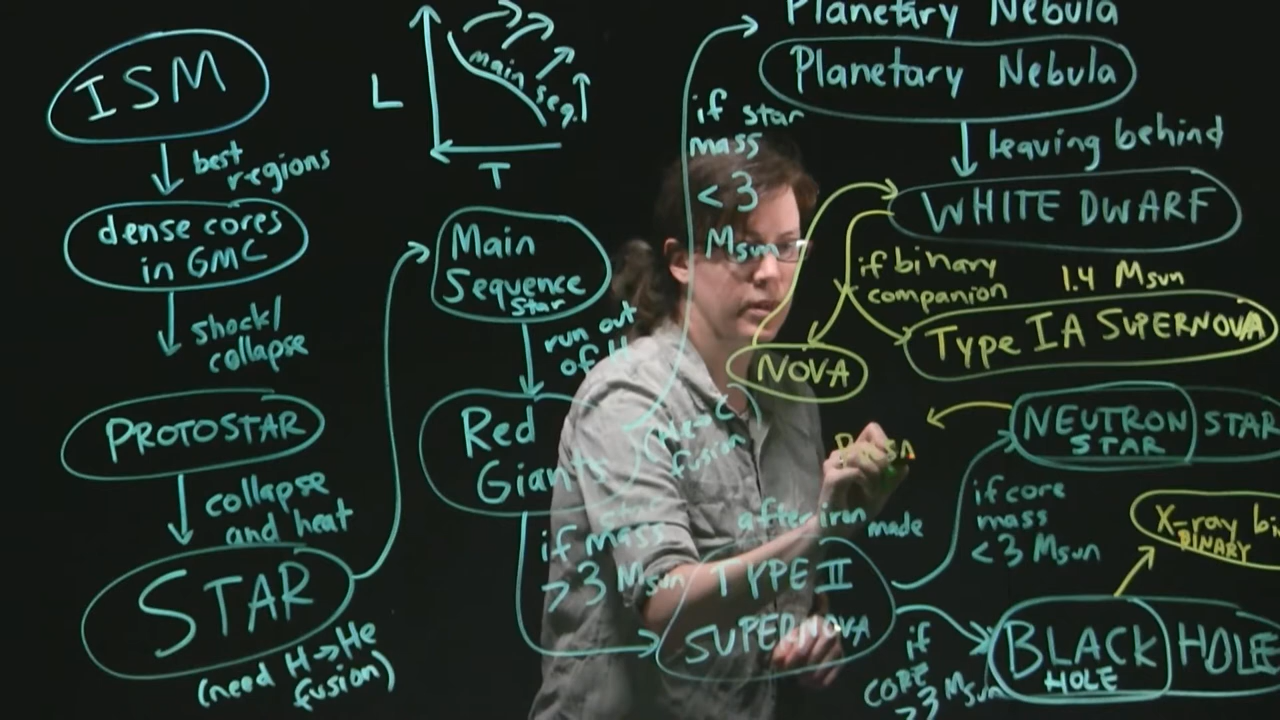 ISM
best
regions
dense cores
in GMC
shock/
collapse
PROTOSTAR
collapse
and heat
STAR
(need H→He
fusion)
L
T
main seq.
Main
Sequence
star
run out
of H
Red
Giants
(He→C
fusion)
if star
mass
< 3
if mass
> 3 Msun
after iron made
TYPE II
SUPERNOVA
Planetary Nebula
Planetary Nebula
leaving behind
WHITE DWARF
if binary
companion
1.4 Msun
Type IA SUPERNOVA
NOVA
NEUTRON STAR
STAR
if core
mass
< 3 Msun
X-ray bi
BINARY
BLACK HOLE
HOLE
if
CORE
>3 Msun